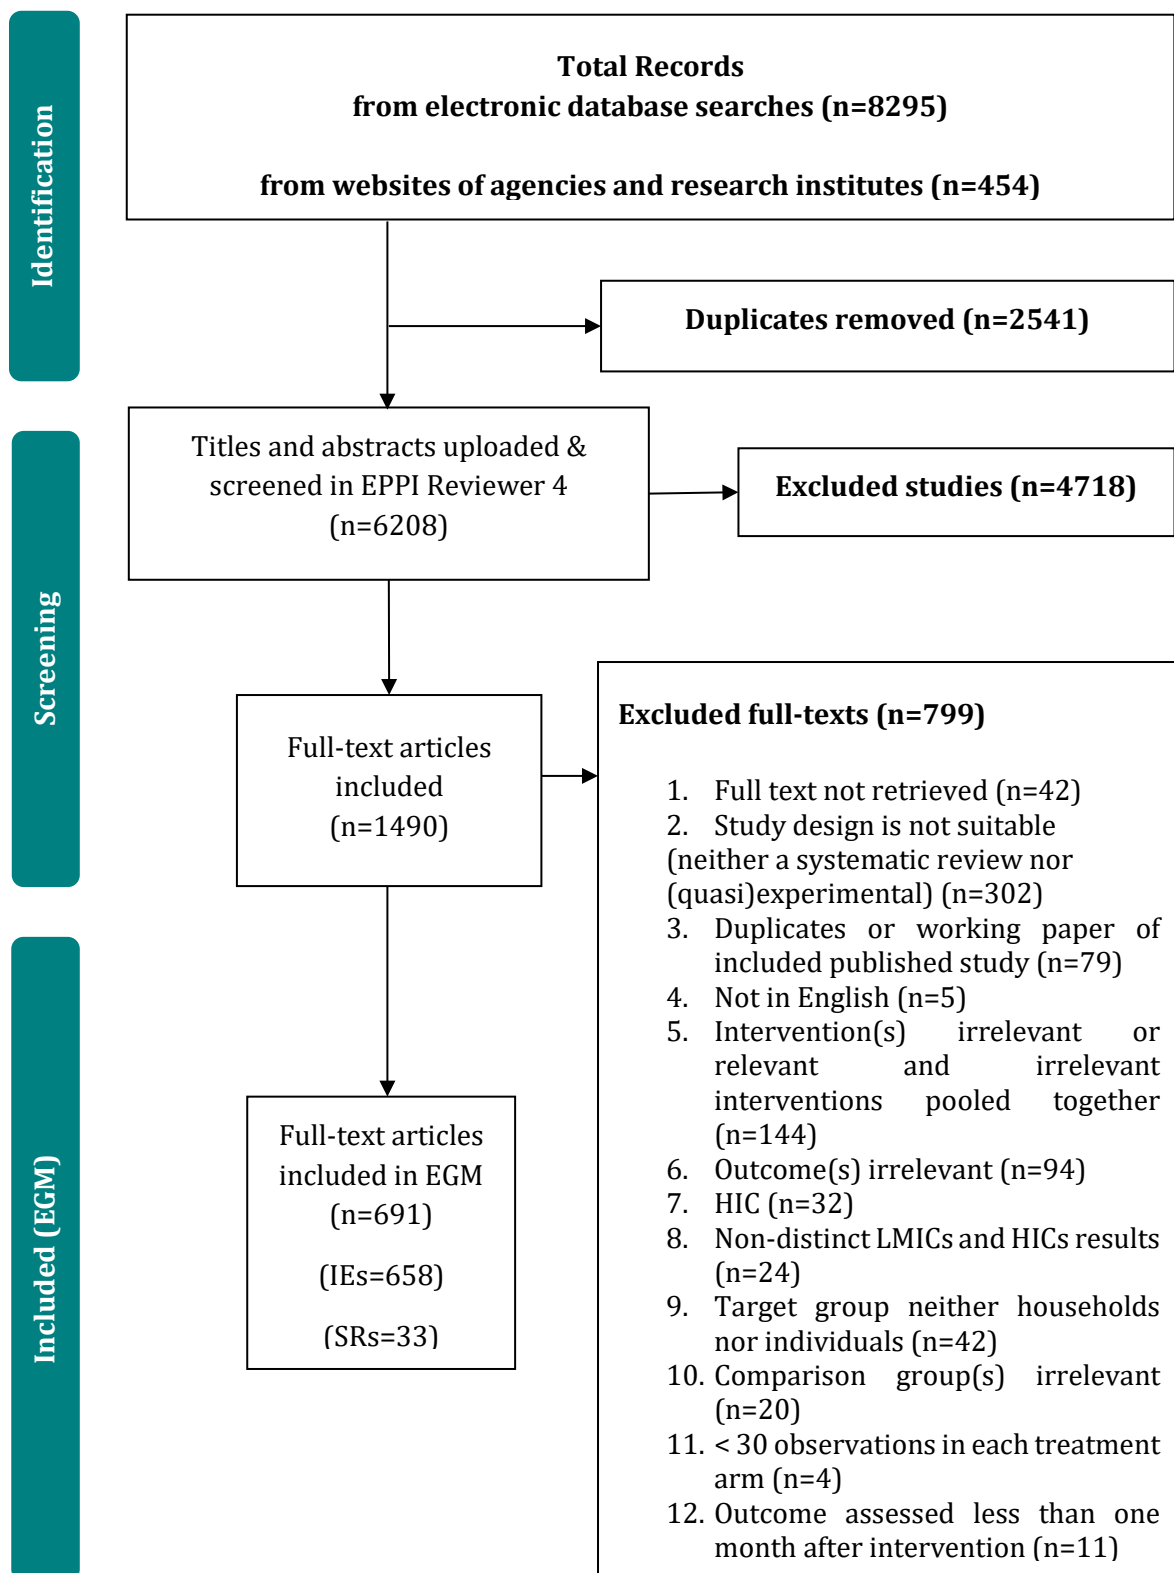 Identification
Total Records
from electronic database searches (n=8295)
from websites of agencies and research institutes (n=454)
Duplicates removed (n=2541)
Screening
Titles and abstracts uploaded &
screened in EPPI Reviewer 4
(n=6208)
Excluded studies (n=4718)
Full-text articles
included
(n=1490)
Excluded full-texts (n=799)
1. Full text not retrieved (n=42)
2. Study design is not suitable
(neither a systematic review nor
(quasi)experimental) (n=302)
3. Duplicates or working paper of
included published study (n=79)
4. Not in English (n=5)
5. Intervention(s) irrelevant or
relevant and irrelevant
interventions pooled together
(n=144)
6. Outcome(s) irrelevant (n=94)
7. HIC (n=32)
8. Non-distinct LMICs and HICs results
(n=24)
9. Target group neither households
nor individuals (n=42)
10. Comparison group(s) irrelevant
(n=20)
11. < 30 observations in each treatment
arm (n=4)
12. Outcome assessed less than one
month after intervention (n=11)
Included (EGM)
Full-text articles
included in EGM
(n=691)
(IEs=658)
(SRs=33)